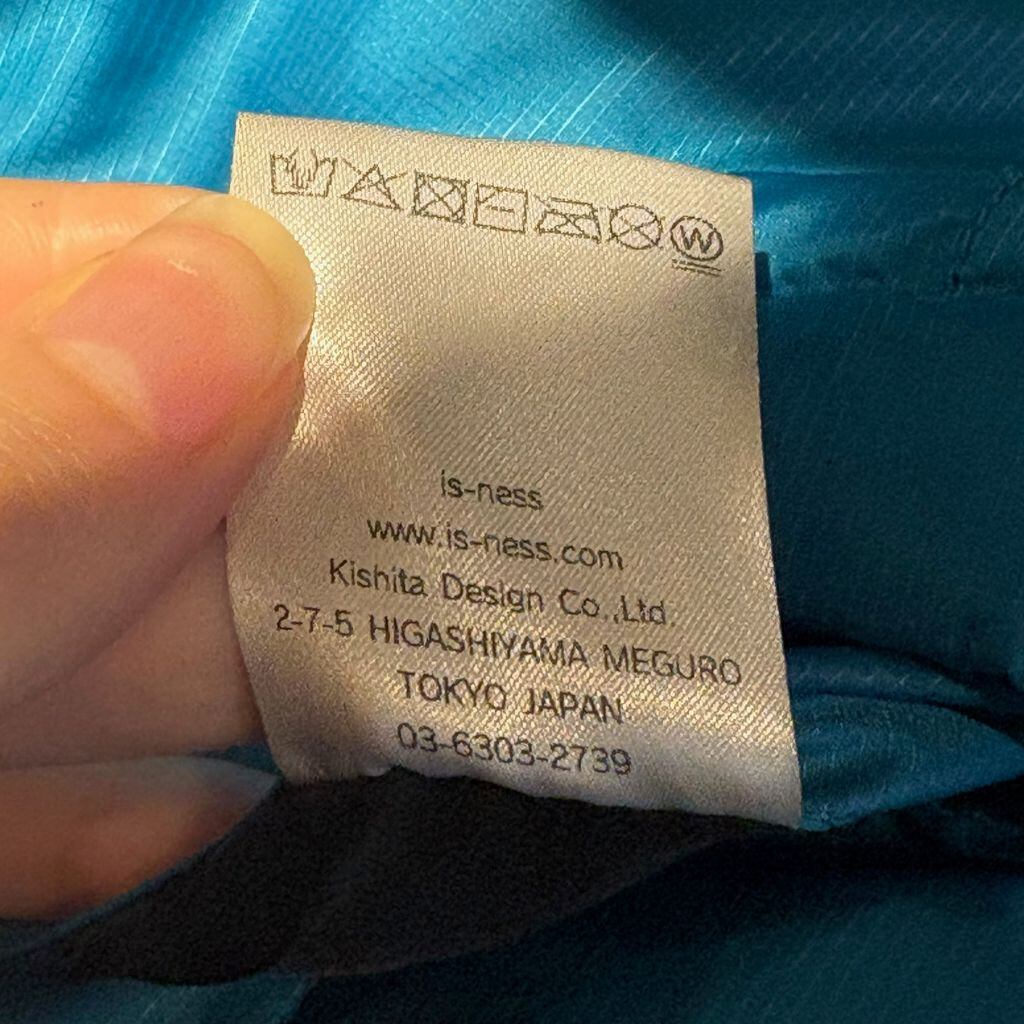 W
is-ness
www.is-ness.com
Kishita Design Co.,Ltd.
2-7-5 HIGASHIYAMA MEGURO
TOKYO JAPAN
03-6303-2739